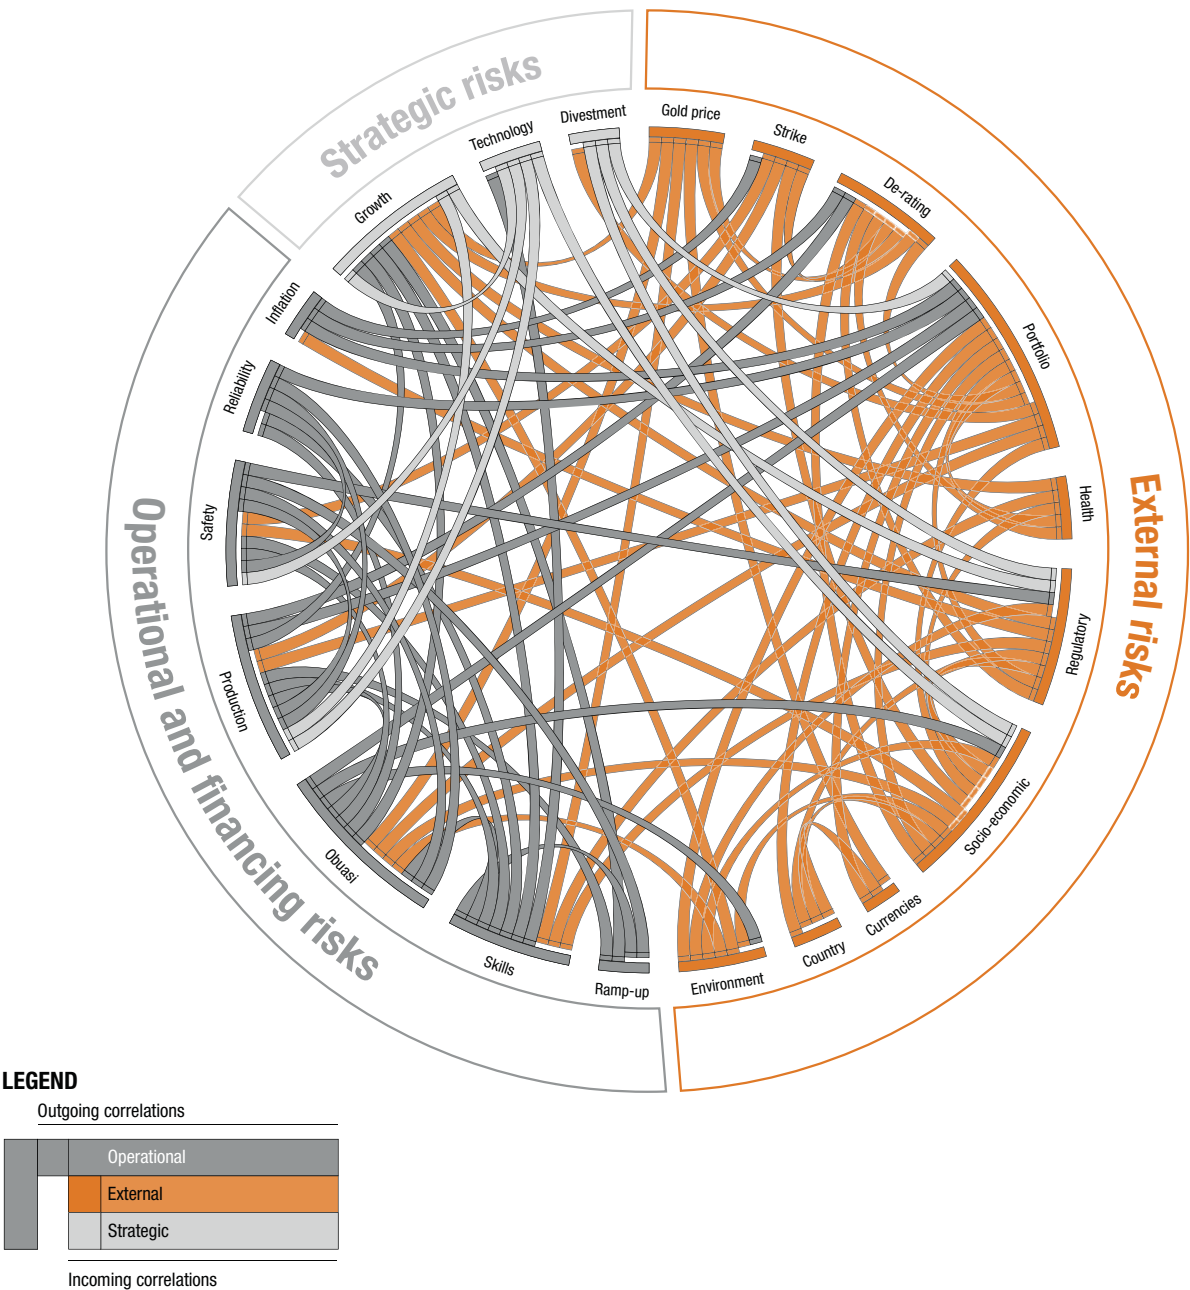 Strategic risks
External risks
Operational and financing risks
Divestment
Gold price
Strike
De-rating
Portfolio
Health
Regulatory
Socio-economic
Currencies
Country
Environment
Ramp-up
Skills
Obuasi
Production
Safety
Reliability
Inflation
Growth
Technology
LEGEND
Outgoing correlations
Operational
External
Strategic
Incoming correlations